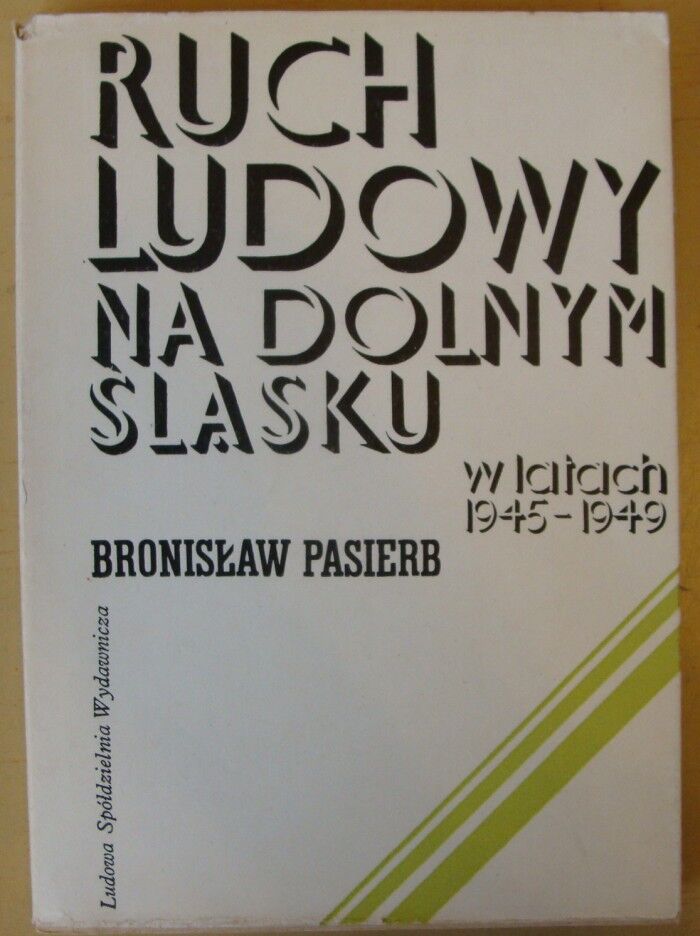 RUCH
LUDOWY
NA DOLNYM
ŚLĄSKU
w latach
1945-1949
BRONISŁAW PASIERB
Ludowa Spółdzielnia Wydawnicza